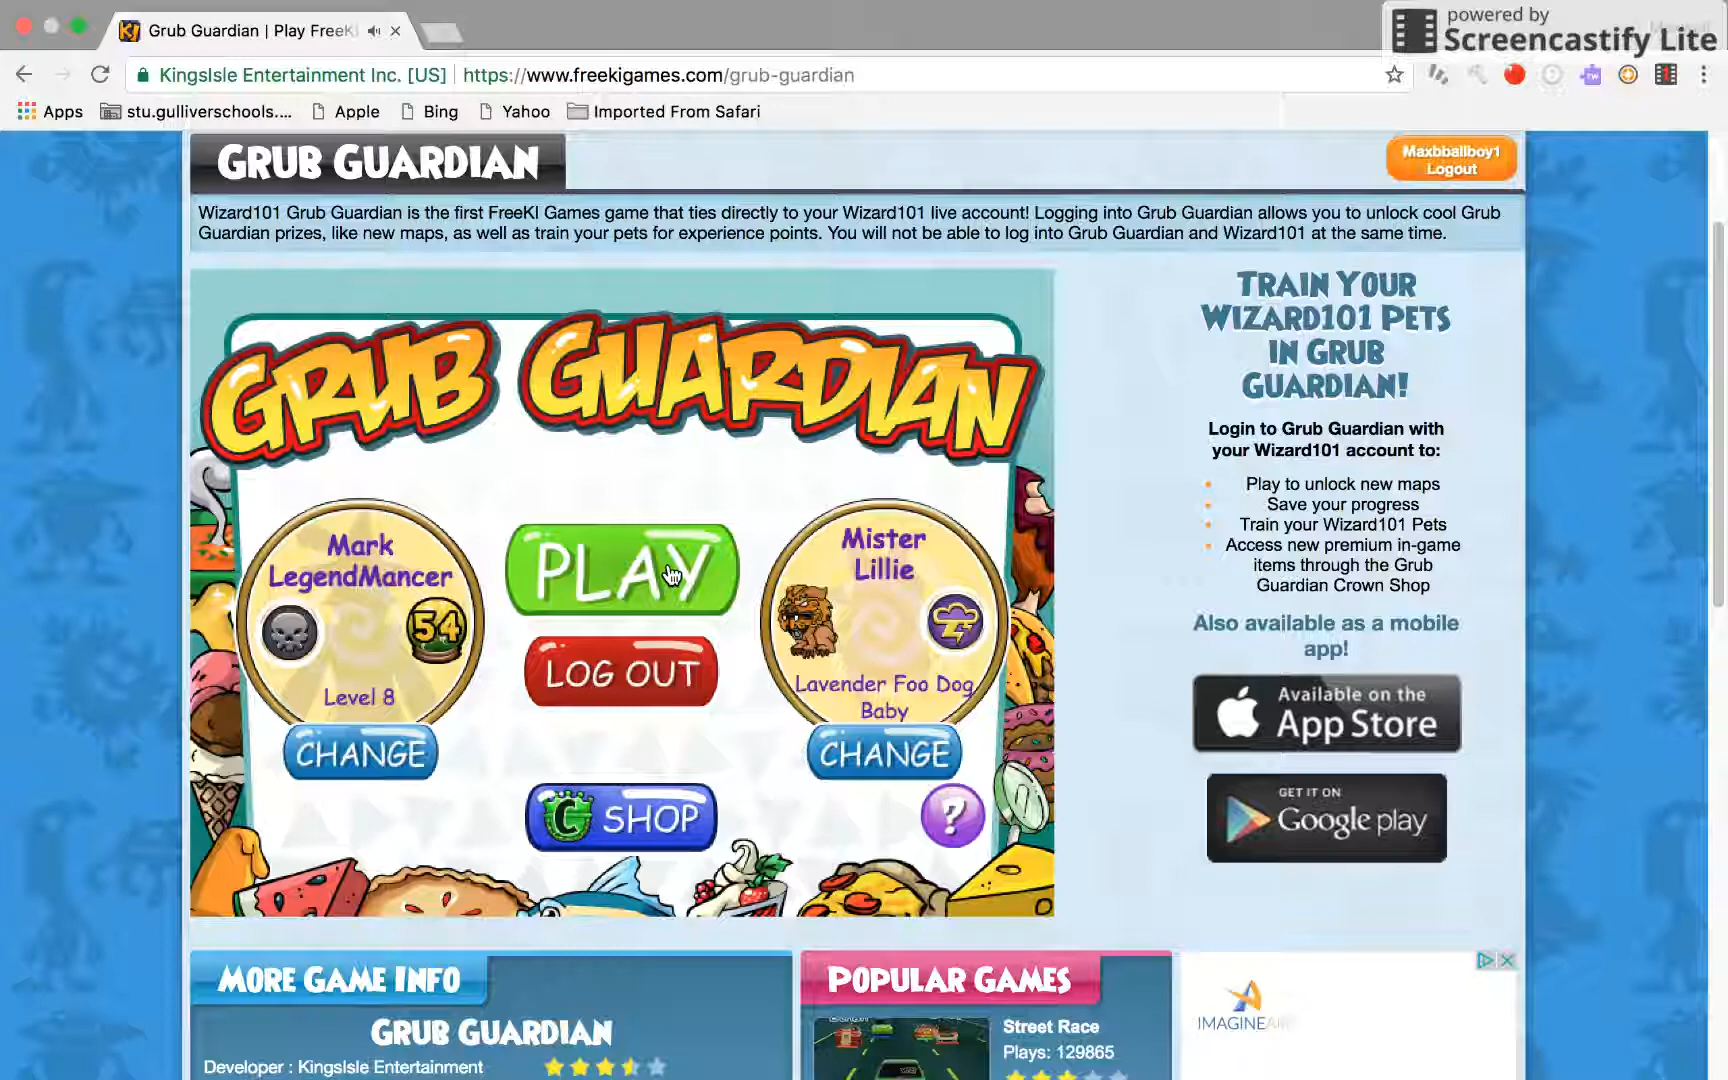 powered by
Screencastify Lite
Grub Guardian | Play FreeKI
KingsIsle Entertainment Inc. [US]
https://www.freekigames.com/grub-guardian
Apps
stu.gulliverschools....
Apple
Bing
Yahoo
Imported From Safari
GRUB GUARDIAN
Maxbballboy1
Logout
Wizard101 Grub Guardian is the first FreeKI Games game that ties directly to your Wizard101 live account! Logging into Grub Guardian allows you to unlock cool Grub
Guardian prizes, like new maps, as well as train your pets for experience points. You will not be able to log into Grub Guardian and Wizard101 at the same time.
GRUB GUARDIAN
Mark
LegendMancer
54
Level 8
CHANGE
PLAY
LOG OUT
SHOP
Mister
Lillie
Lavender Foo Dog
Baby
CHANGE
?
TRAIN YOUR
WIZARD101 PETS
IN GRUB
GUARDIAN!
Login to Grub Guardian with
your Wizard101 account to:
Play to unlock new maps
Save your progress
Train your Wizard101 Pets
Access new premium in-game
items through the Grub
Guardian Crown Shop
Also available as a mobile
app!
Available on the
App Store
GET IT ON
Google play
MORE GAME INFO
GRUB GUARDIAN
Developer : KingsIsle Entertainment
POPULAR GAMES
Street Race
Plays: 129865